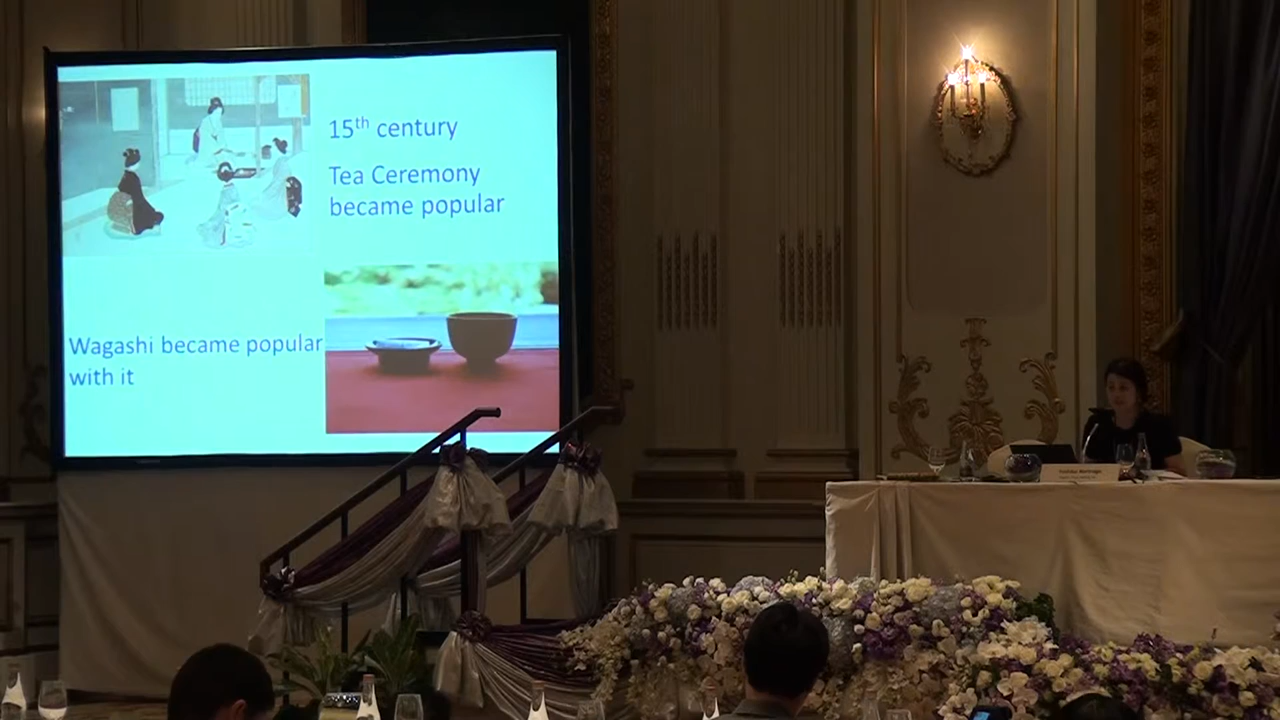 15th century
Tea Ceremony
became popular
Wagashi became popular
with it